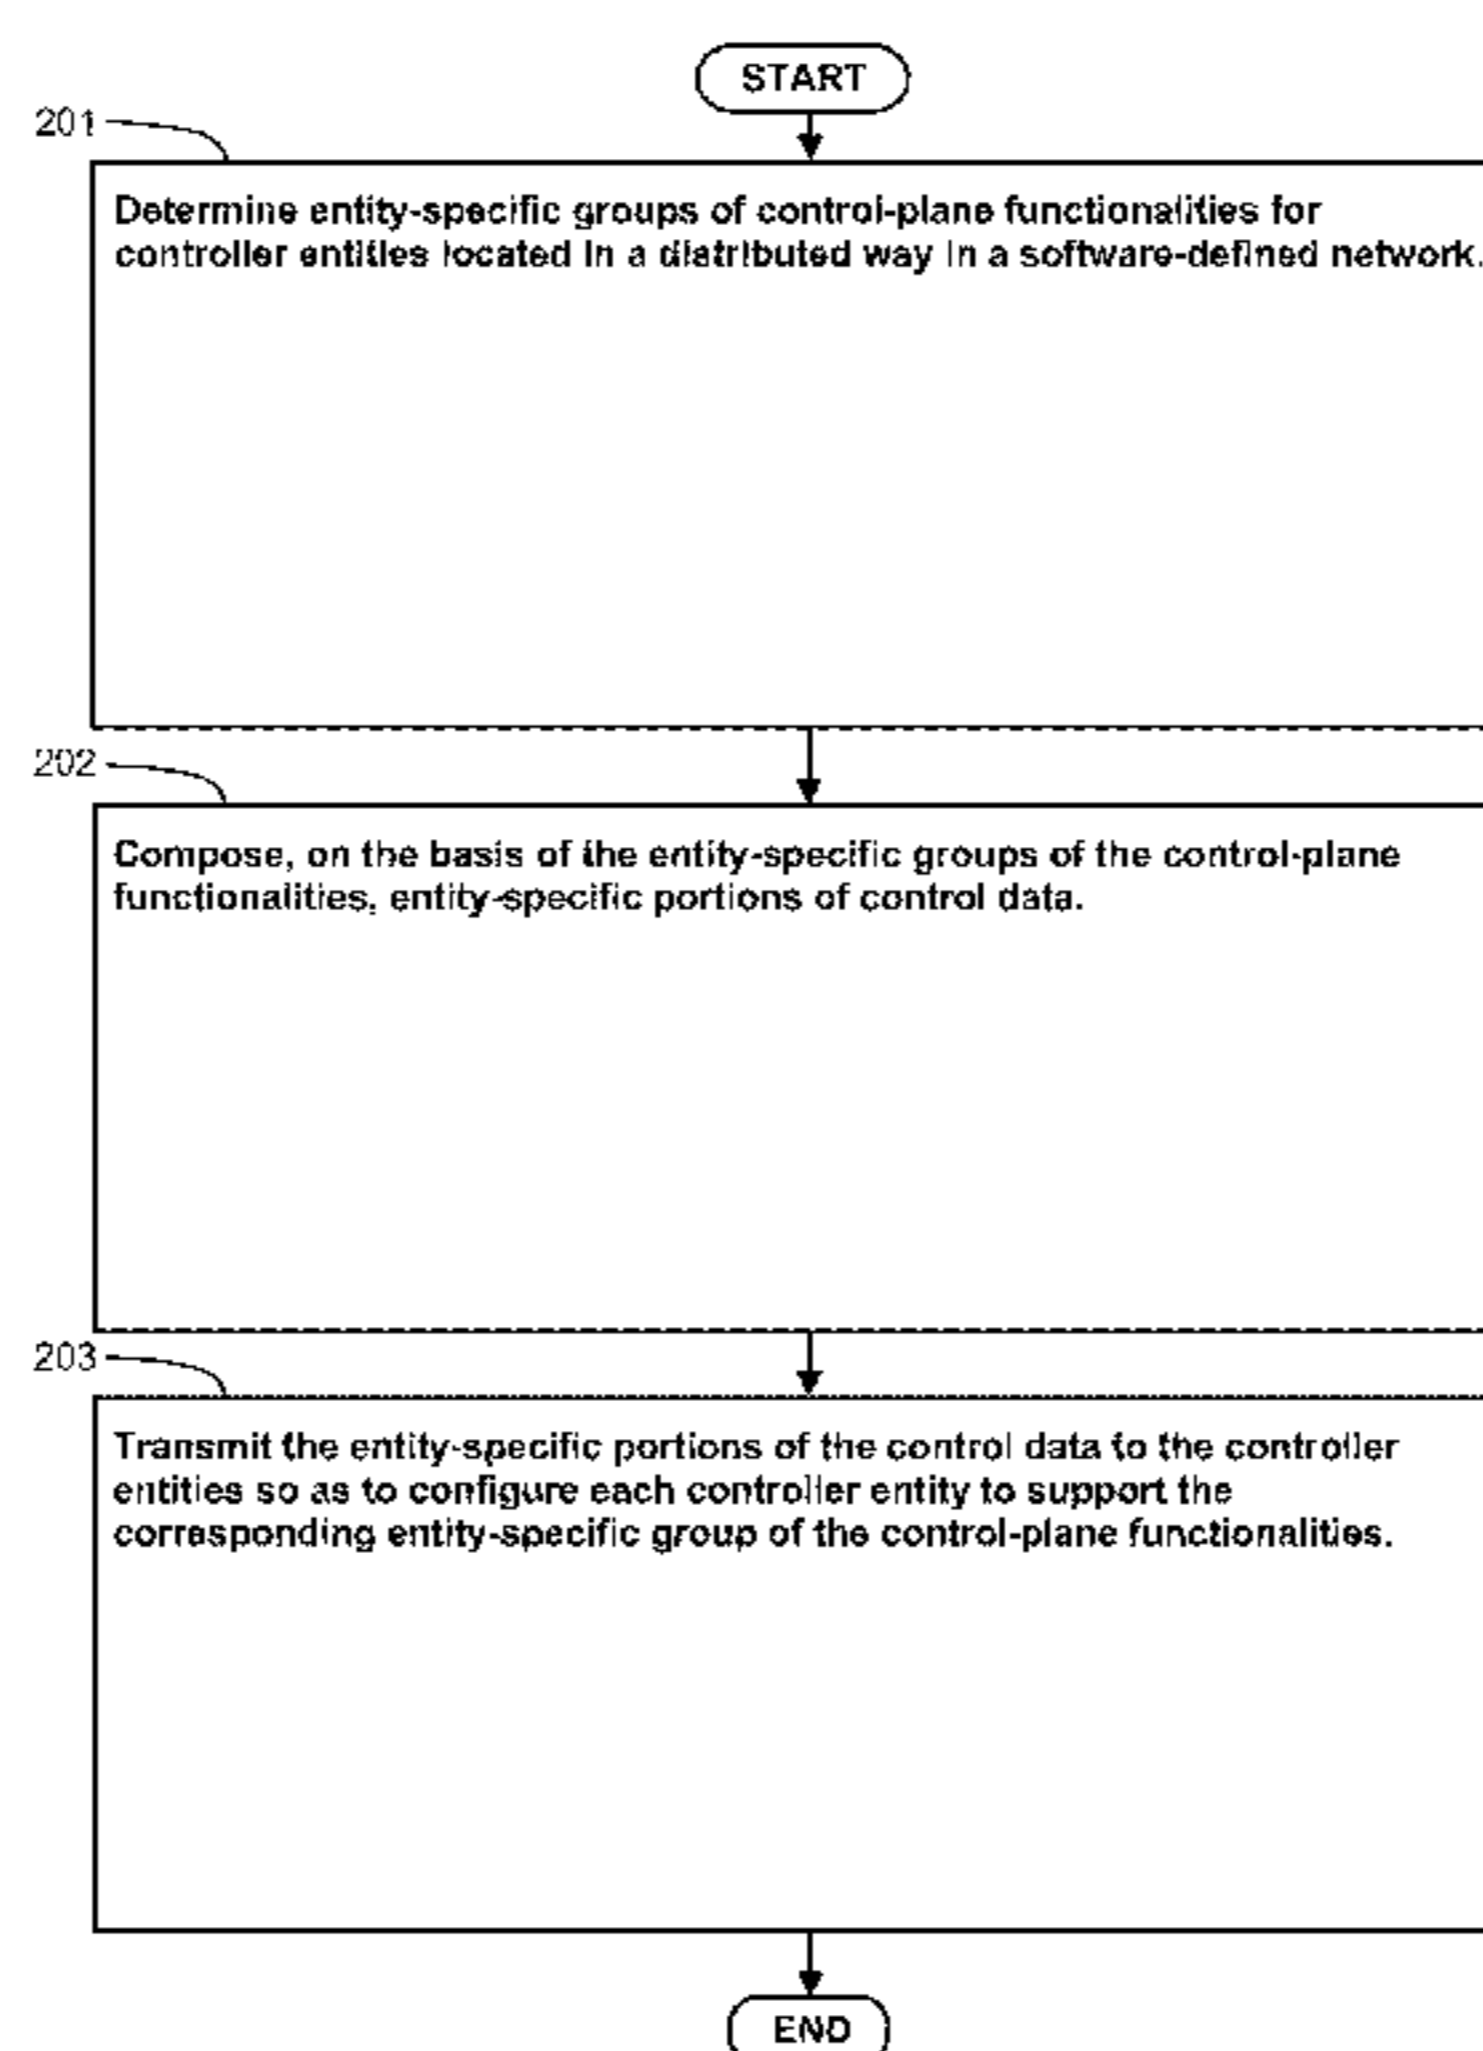 START
201
Determine entity-specific groups of control-plane functionalities for
controller entities located in a distributed way in a software-defined network.
202
Compose, on the basis of the entity-specific groups of the control-plane
functionalities, entity-specific portions of control data.
203
Transmit the entity-specific portions of the control data to the controller
entities so as to configure each controller entity to support the
corresponding entity-specific group of the control-plane functionalities.
END